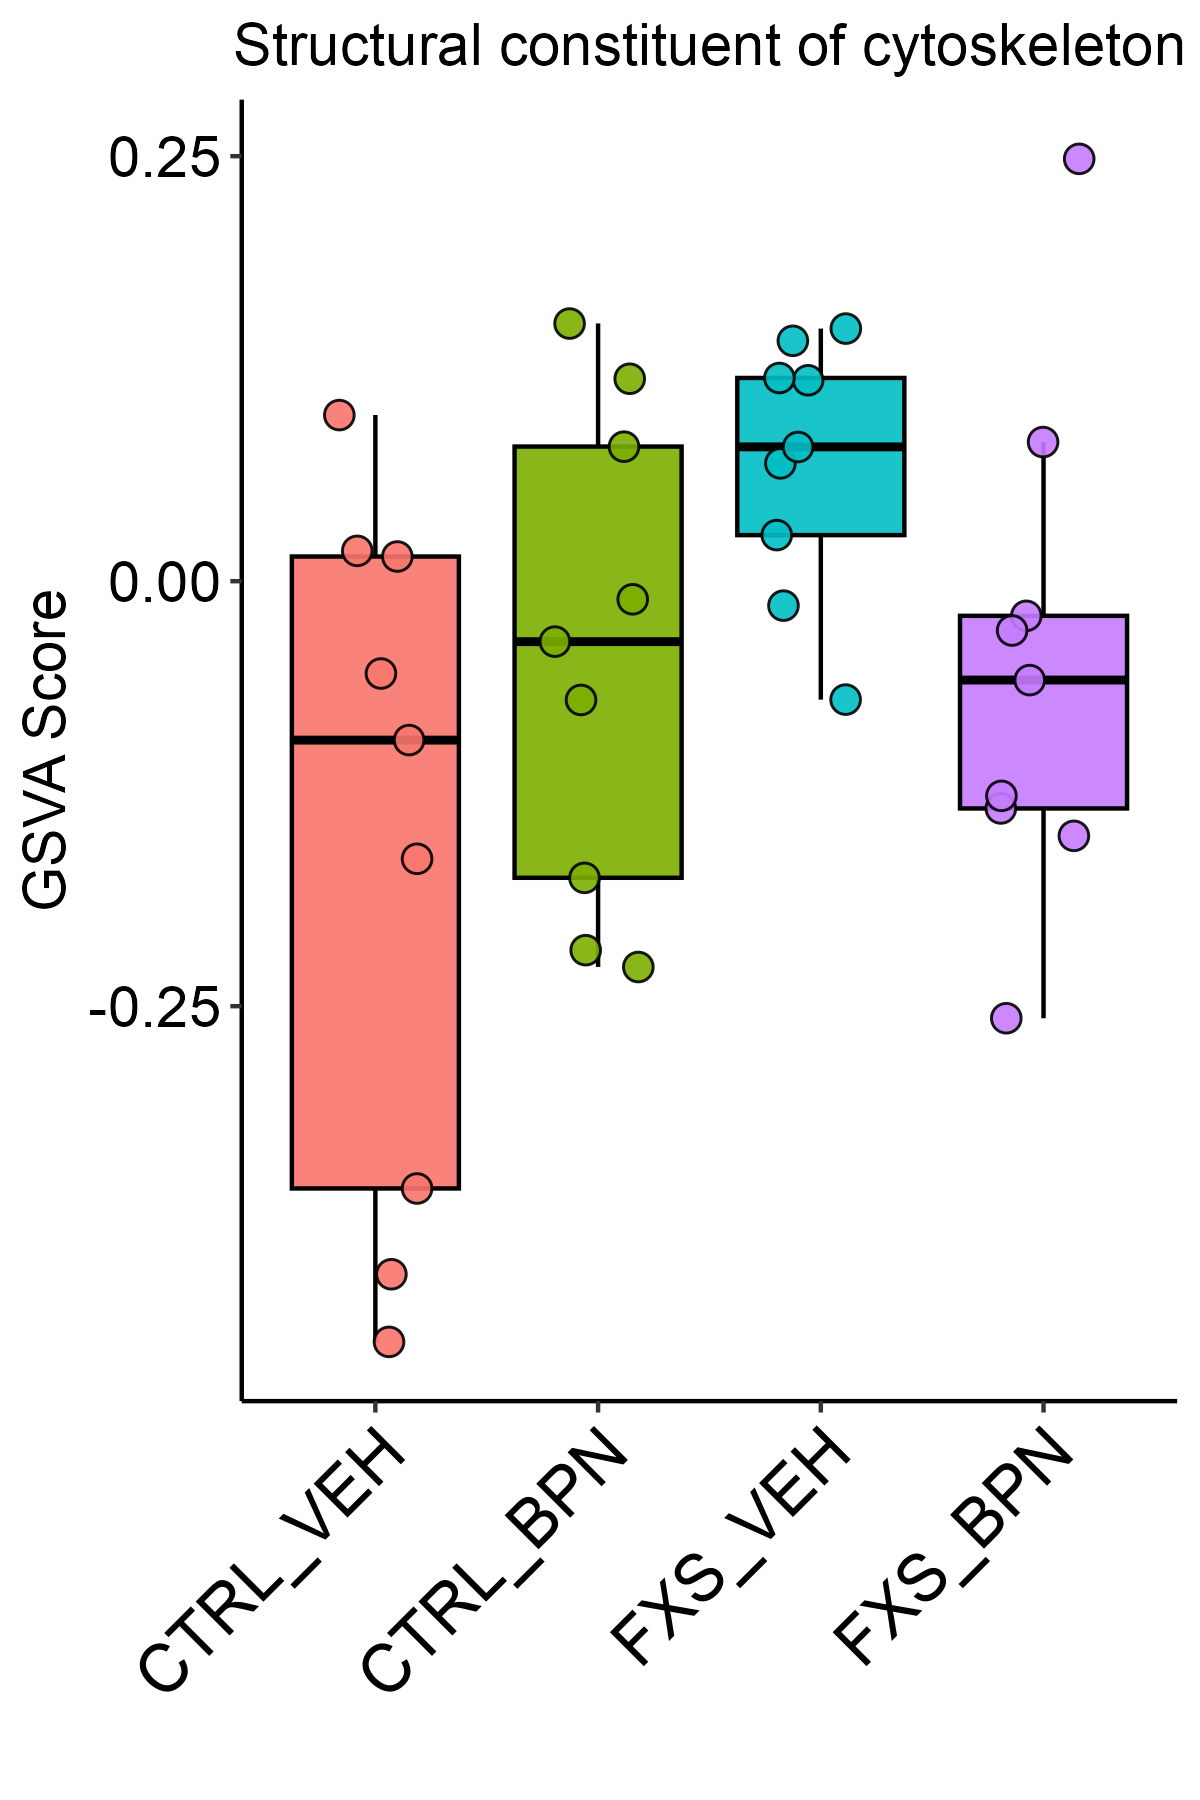 Structural constituent of cytoskeleton
GSVA Score
0.25
0.00
-0.25
CTRL_VEH
CTRL_BPN
FXS_VEH
FXS_BPN